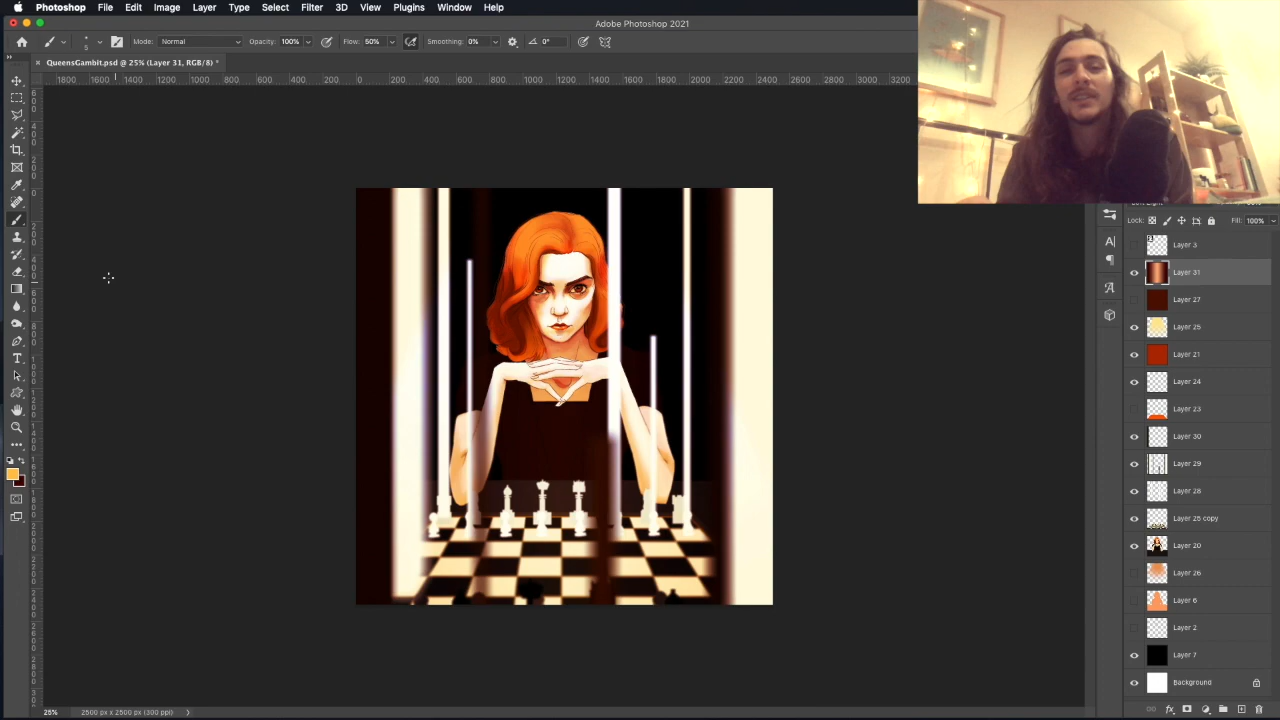 Photoshop File Edit Image Layer Type Select Filter 3D View Plugins Window Help
Adobe Photoshop 2021
5 Mode: Normal Opacity: 100% Flow: 50% Smoothing: 0% 0°
QueensGambit.psd @ 25% (Layer 31, RGB/8) *
1800 1600 1400 1200 1000 800 600 400 200 0 200 400 600 800 1000 1200 1400 1600 1800 2000 2200 2400 2600 2800 3000 3200
Lock: Fill: 100%
Layer 3
Layer 31
Layer 27
Layer 25
Layer 21
Layer 24
Layer 23
Layer 30
Layer 29
Layer 28
Layer 25 copy
Layer 20
Layer 26
Layer 6
Layer 2
Layer 7
Background
25% 2500 px x 2500 px (300 ppi)